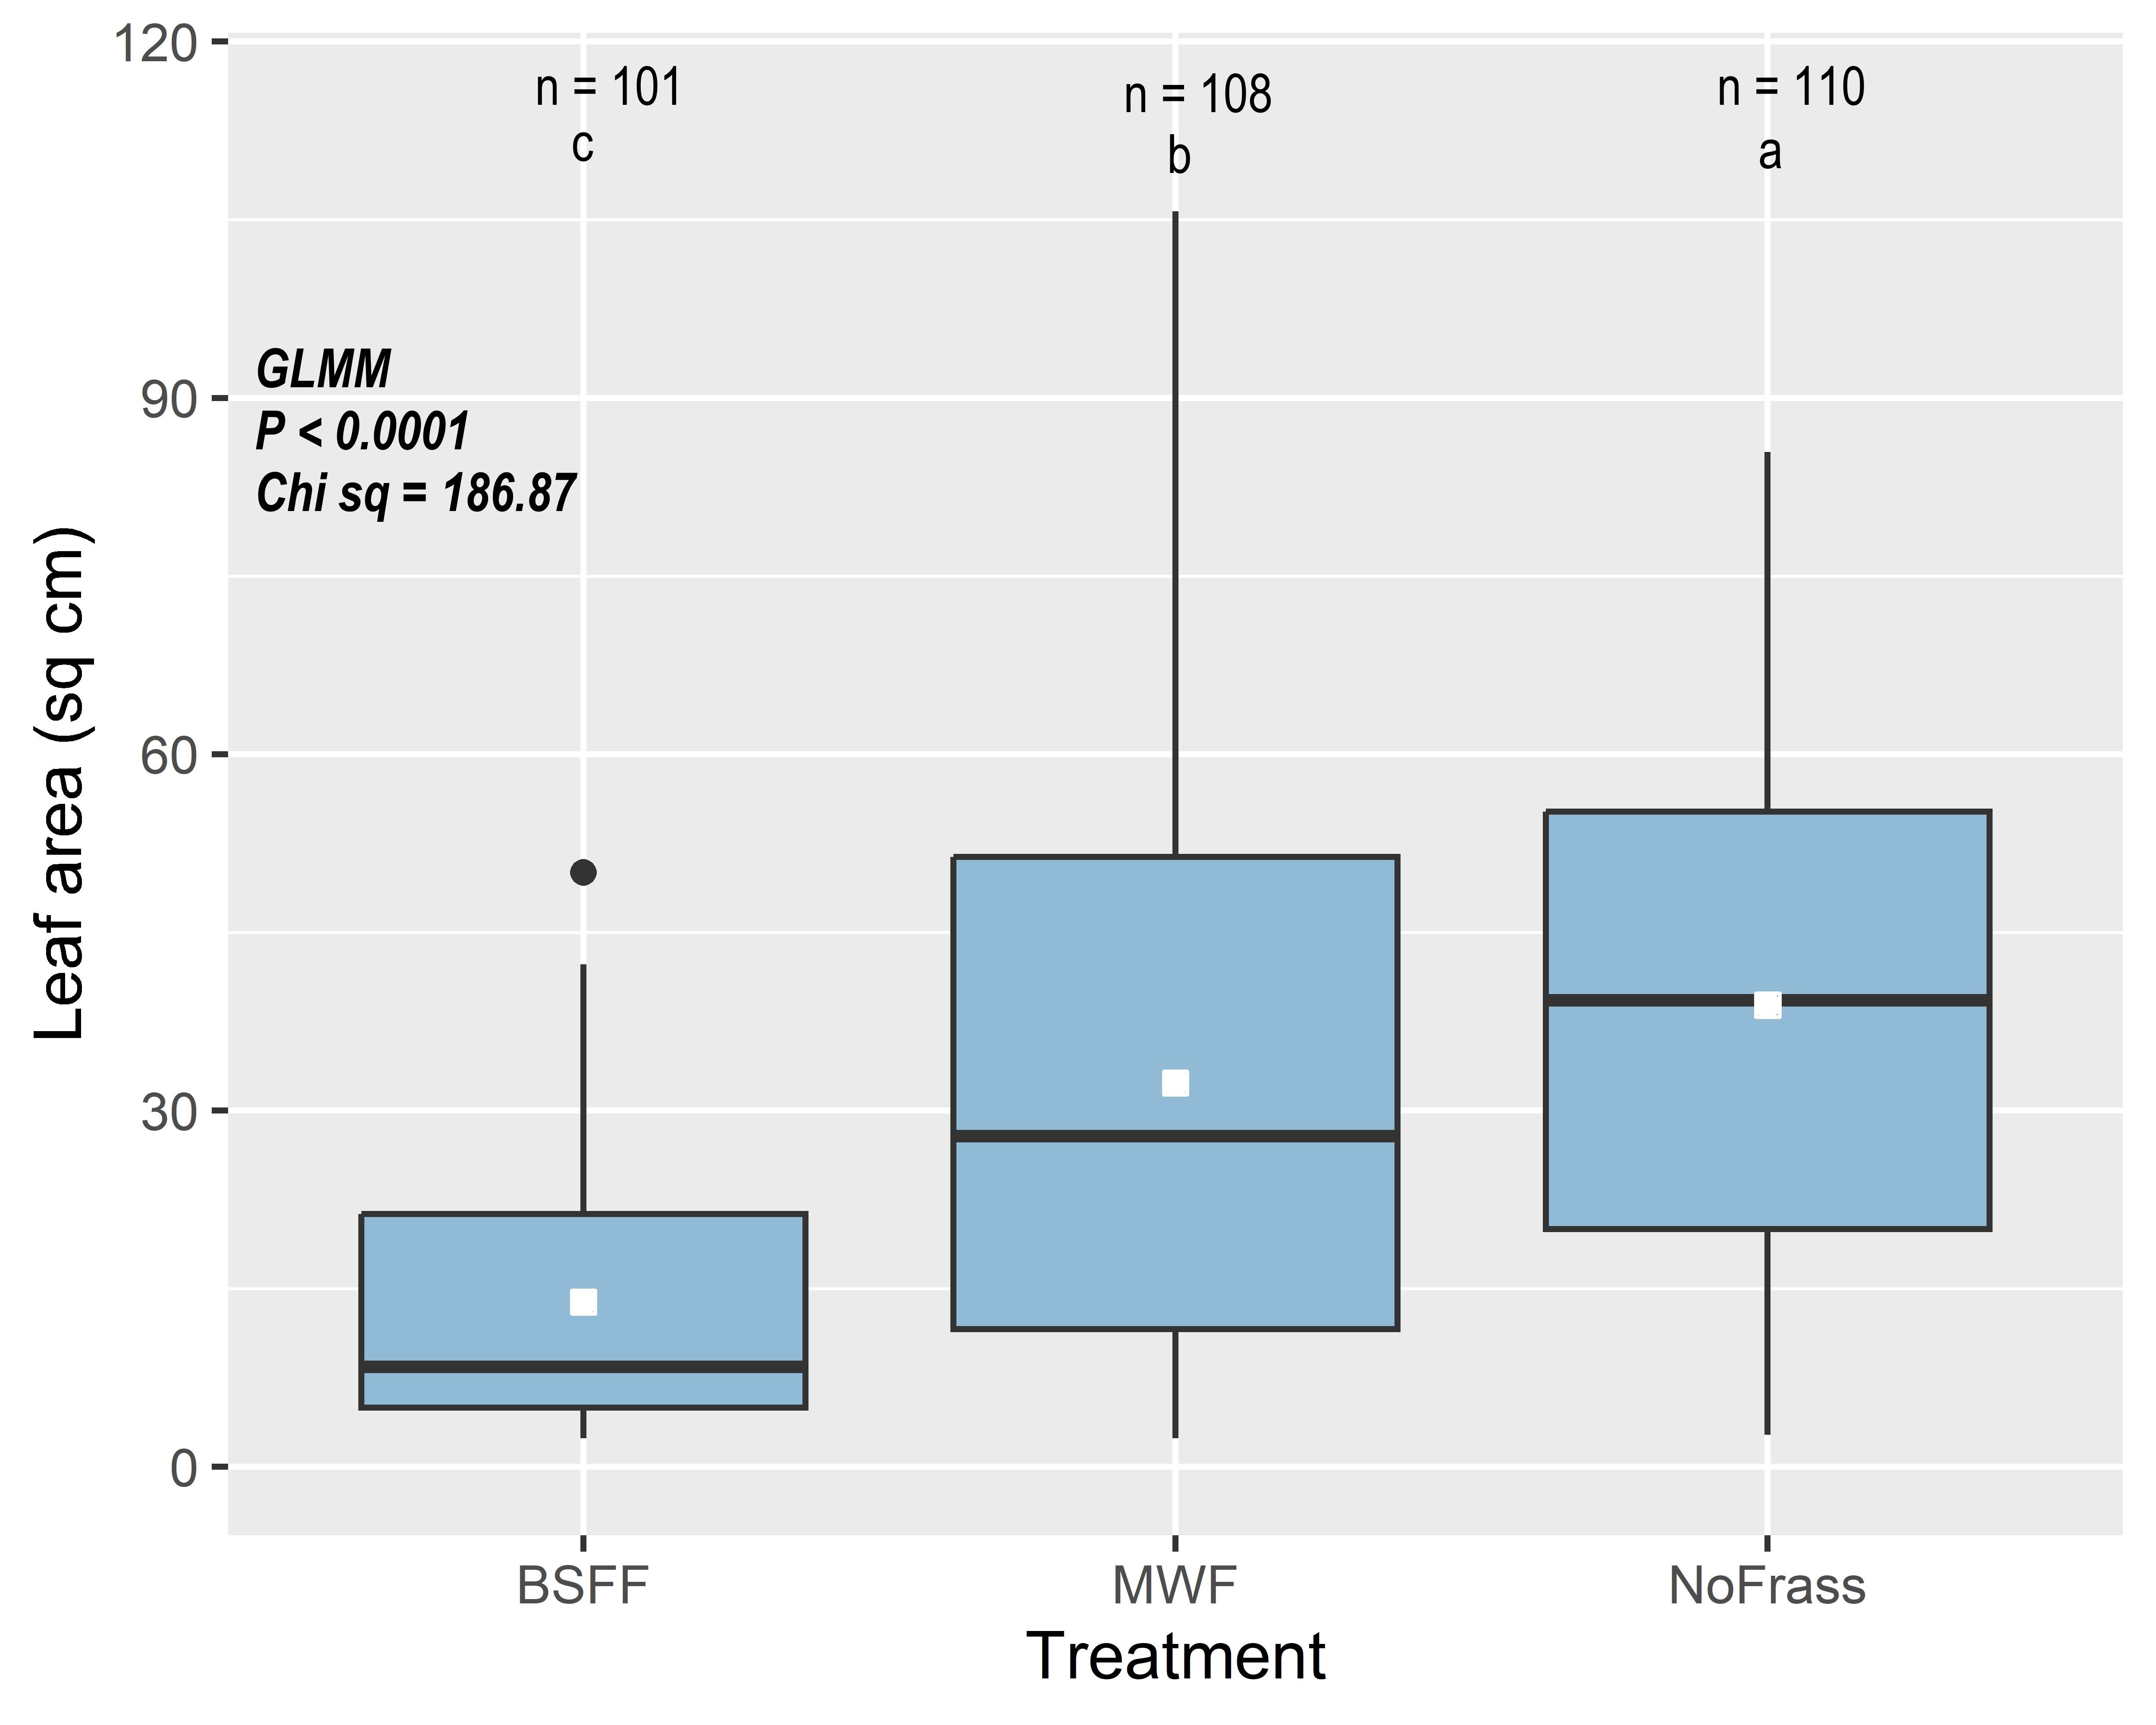 120
n = 101
n = 108
n = 110
c
b
a
GLMM
P < 0.0001
Chi sq = 186.87
90
60
30
0
Leaf area (sq cm)
BSFF
MWF
NoFrass
Treatment